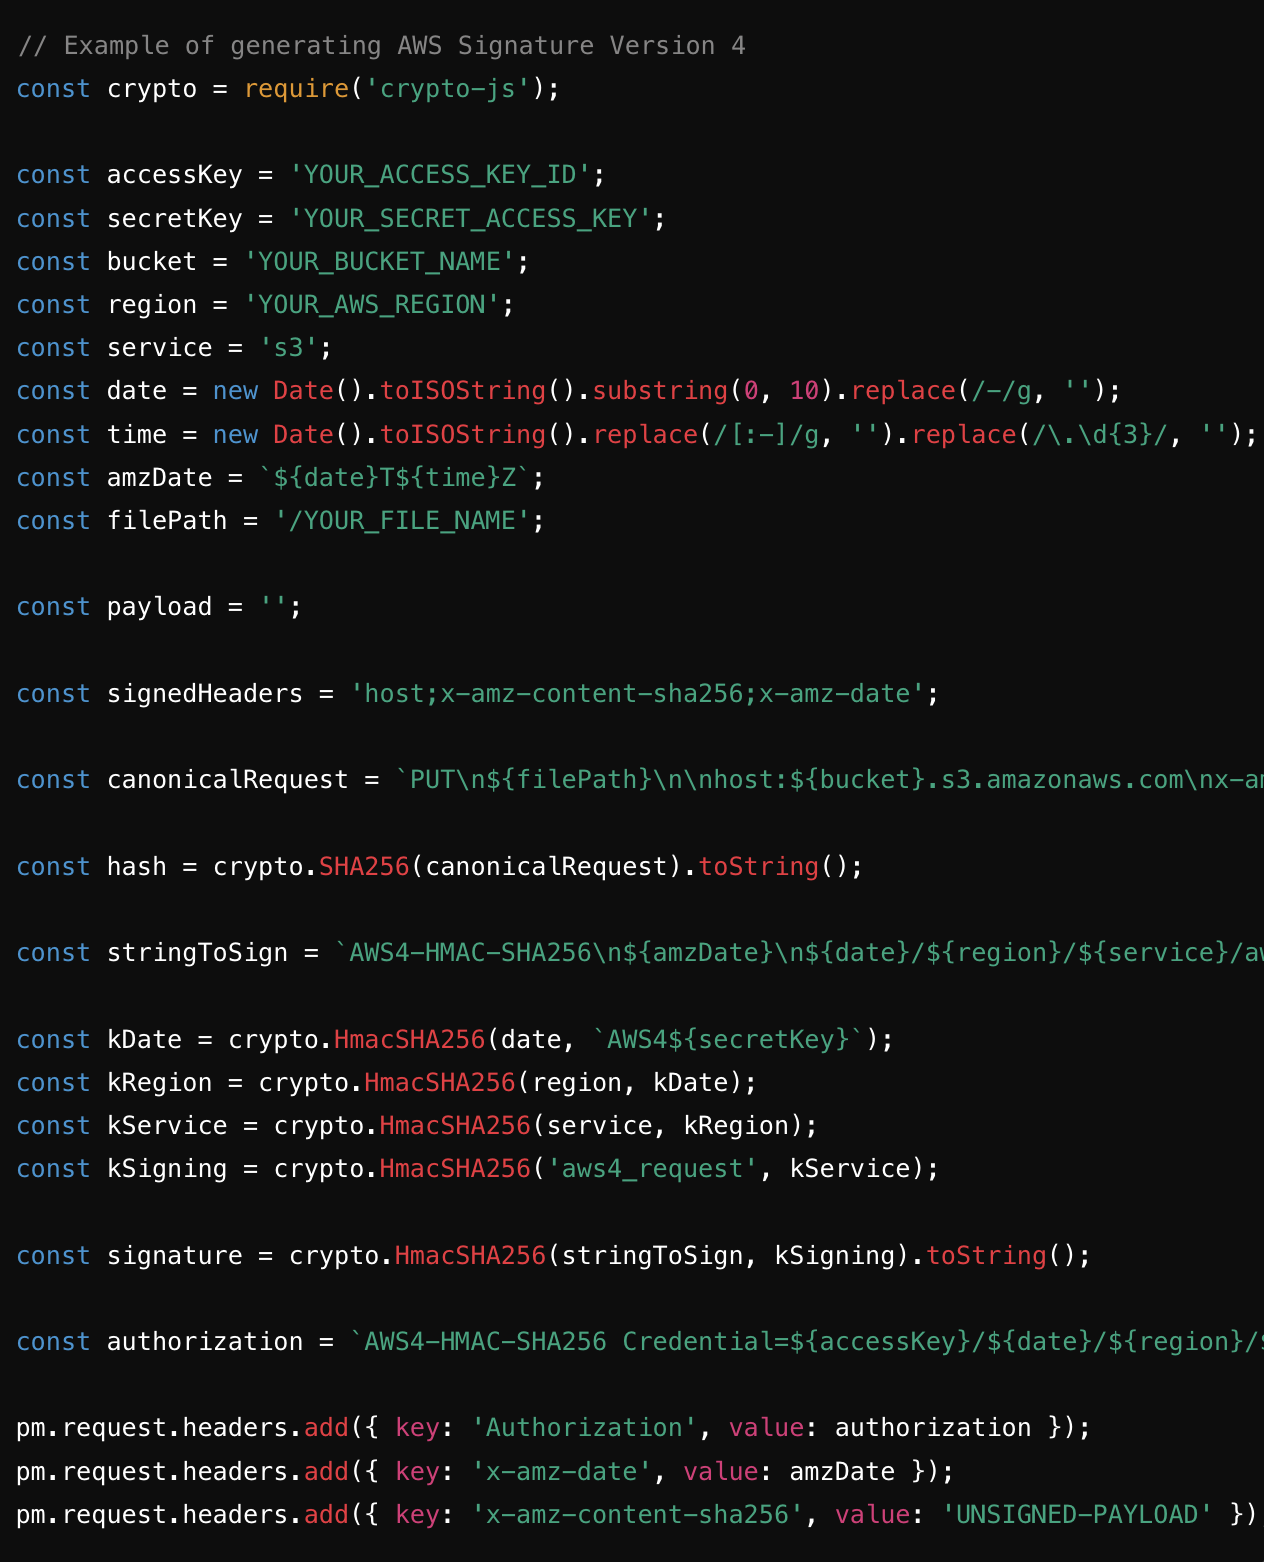 // Example of generating AWS Signature Version 4
const crypto = require('crypto-js');
const accessKey = 'YOUR_ACCESS_KEY_ID';
const secretKey = 'YOUR_SECRET_ACCESS_KEY';
const bucket = 'YOUR_BUCKET_NAME';
const region = 'YOUR_AWS_REGION';
const service = 's3';
const date = new Date().toISOString().substring(0, 10).replace(/-/g, '');
const time = new Date().toISOString().replace(/[:-]/g, '').replace(/\.\d{3}/, '');
const amzDate = `${date}T${time}Z`;
const filePath = '/YOUR_FILE_NAME';
const payload = '';
const signedHeaders = 'host;x-amz-content-sha256;x-amz-date';
const canonicalRequest = `PUT\n${filePath}\n\nhost:${bucket}.s3.amazonaws.com\nx-am
const hash = crypto.SHA256(canonicalRequest).toString();
const stringToSign = `AWS4-HMAC-SHA256\n${amzDate}\n${date}/${region}/${service}/aw
const kDate = crypto.HmacSHA256(date, `AWS4${secretKey}`);
const kRegion = crypto.HmacSHA256(region, kDate);
const kService = crypto.HmacSHA256(service, kRegion);
const kSigning = crypto.HmacSHA256('aws4_request', kService);
const signature = crypto.HmacSHA256(stringToSign, kSigning).toString();
const authorization = `AWS4-HMAC-SHA256 Credential=${accessKey}/${date}/${region}/$
pm.request.headers.add({ key: 'Authorization', value: authorization });
pm.request.headers.add({ key: 'x-amz-date', value: amzDate });
pm.request.headers.add({ key: 'x-amz-content-sha256', value: 'UNSIGNED-PAYLOAD' })